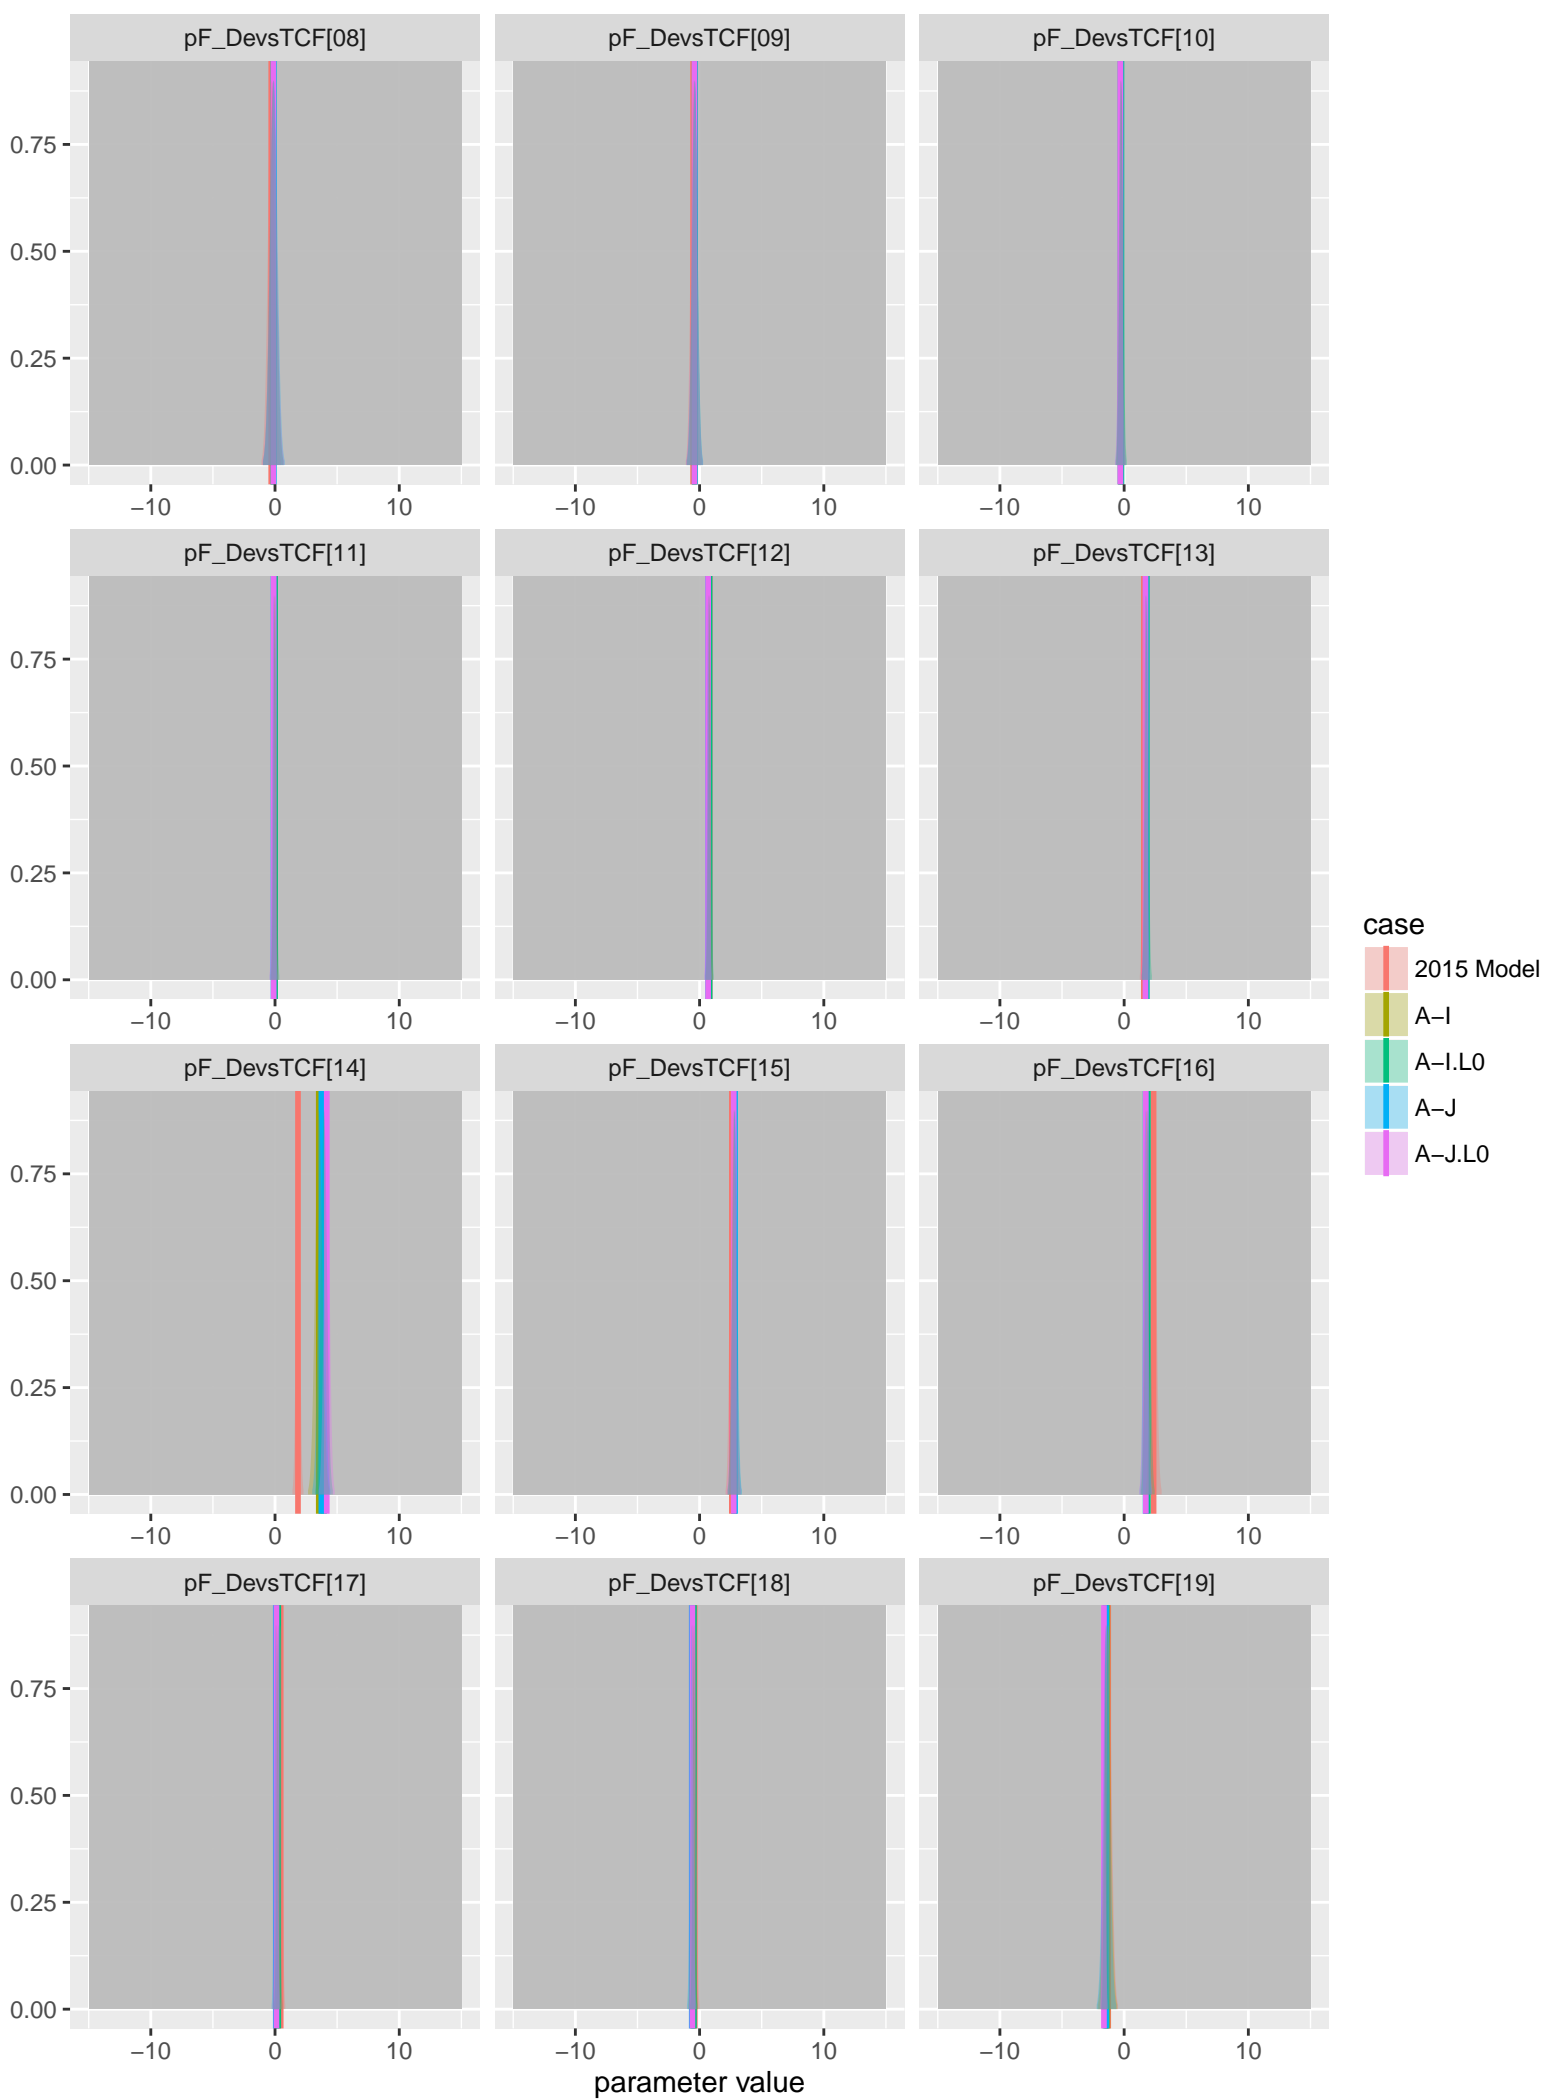 pF_DevsTCF[08] pF_DevsTCF[09] pF_DevsTCF[10]
0.75
0.50
0.25
0.00
−10 0 10 −10 0 10 −10 0 10
pF_DevsTCF[11] pF_DevsTCF[12] pF_DevsTCF[13]
0.75
0.50
0.25
0.00
−10 0 10 −10 0 10 −10 0 10
pF_DevsTCF[14] pF_DevsTCF[15] pF_DevsTCF[16]
0.75
0.50
0.25
0.00
−10 0 10 −10 0 10 −10 0 10
pF_DevsTCF[17] pF_DevsTCF[18] pF_DevsTCF[19]
0.75
0.50
0.25
0.00
−10 0 10 −10 0 10 −10 0 10
parameter value
case
2015 Model
A−I
A−I.L0
A−J
A−J.L0